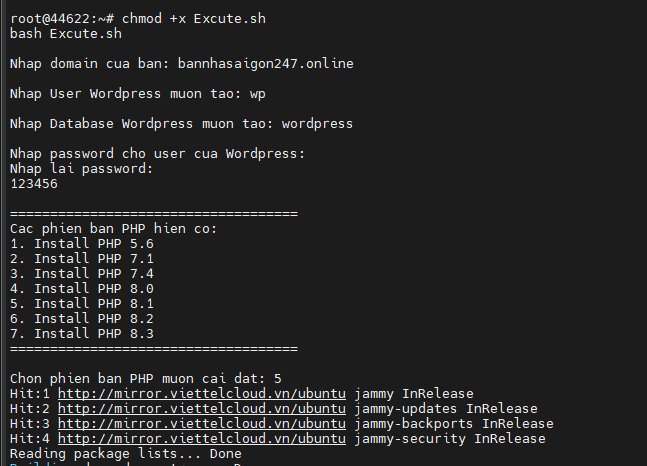 root@44622:~# chmod +x Excute.sh
bash Excute.sh
Nhap domain cua ban: bannhasaigon247.online
Nhap User Wordpress muon tao: wp
Nhap Database Wordpress muon tao: wordpress
Nhap password cho user cua Wordpress:
Nhap lai password:
123456
====================================
Cac phien ban PHP hien co:
1. Install PHP 5.6
2. Install PHP 7.1
3. Install PHP 7.4
4. Install PHP 8.0
5. Install PHP 8.1
6. Install PHP 8.2
7. Install PHP 8.3
====================================
Chon phien ban PHP muon cai dat: 5
Hit:1 http://mirror.viettelcloud.vn/ubuntu jammy InRelease
Hit:2 http://mirror.viettelcloud.vn/ubuntu jammy-updates InRelease
Hit:3 http://mirror.viettelcloud.vn/ubuntu jammy-backports InRelease
Hit:4 http://mirror.viettelcloud.vn/ubuntu jammy-security InRelease
Reading package lists... Done